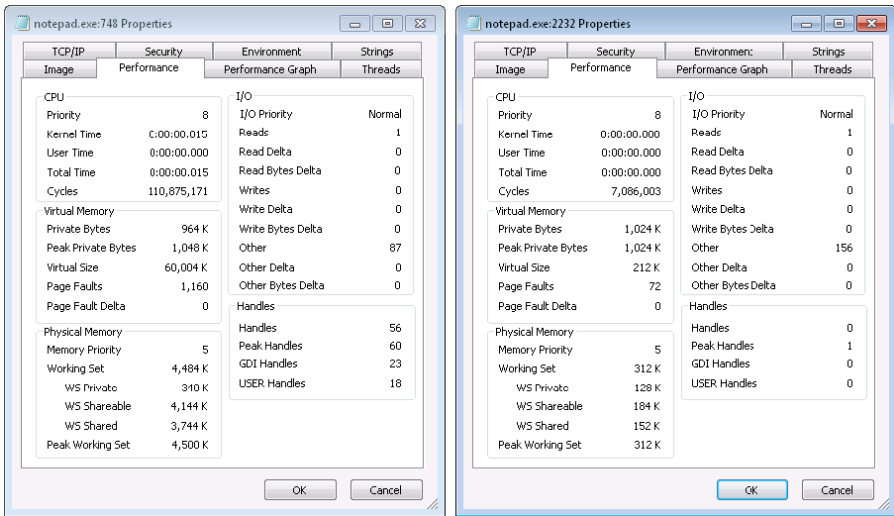 notepad.exe:748 Properties
TCP/IP Security Environment Strings
Image Performance Performance Graph Threads
CPU
Priority 8
Kernel Time 0:00:00.015
User Time 0:00:00.000
Total Time 0:00:00.015
Cycles 110,875,171
Virtual Memory
Private Bytes 964 K
Peak Private Bytes 1,048 K
Virtual Size 60,004 K
Page Faults 1,160
Page Fault Delta 0
Physical Memory
Memory Priority 5
Working Set 4,484 K
WS Private 340 K
WS Shareable 4,144 K
WS Shared 3,744 K
Peak Working Set 4,500 K
I/O
I/O Priority Normal
Reads 1
Read Delta 0
Read Bytes Delta 0
Writes 0
Write Delta 0
Write Bytes Delta 0
Other 87
Other Delta 0
Other Bytes Delta 0
Handles
Handles 56
Peak Handles 60
GDI Handles 23
USER Handles 18
OK Cancel
notepad.exe:2232 Properties
TCP/IP Security Environment Strings
Image Performance Performance Graph Threads
CPU
Priority 8
Kernel Time 0:00:00.000
User Time 0:00:00.000
Total Time 0:00:00.000
Cycles 7,086,003
Virtual Memory
Private Bytes 1,024 K
Peak Private Bytes 1,024 K
Virtual Size 212 K
Page Faults 72
Page Fault Delta 0
Physical Memory
Memory Priority 5
Working Set 312 K
WS Private 128 K
WS Shareable 184 K
WS Shared 152 K
Peak Working Set 312 K
I/O
I/O Priority Normal
Reads 1
Read Delta 0
Read Bytes Delta 0
Writes 0
Write Delta 0
Write Bytes Delta 0
Other 156
Other Delta 0
Other Bytes Delta 0
Handles
Handles 0
Peak Handles 1
GDI Handles 0
USER Handles 0
OK Cancel